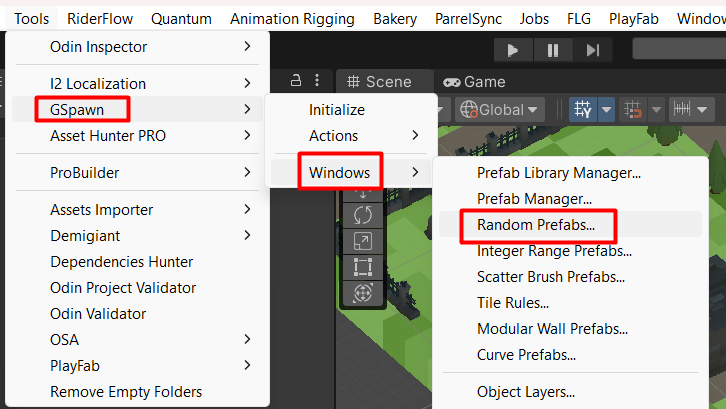 Tools RiderFlow Quantum Animation Rigging Bakery ParrelSync Jobs FLG PlayFab Window
Odin Inspector
I2 Localization
GSpawn
Asset Hunter PRO
ProBuilder
Assets Importer
Demigiant
Dependencies Hunter
Odin Project Validator
Odin Validator
OSA
PlayFab
Remove Empty Folders
Scene Game
Global
Initialize
Actions
Windows
Prefab Library Manager...
Prefab Manager...
Random Prefabs...
Integer Range Prefabs...
Scatter Brush Prefabs...
Tile Rules...
Modular Wall Prefabs...
Curve Prefabs...
Object Layers...